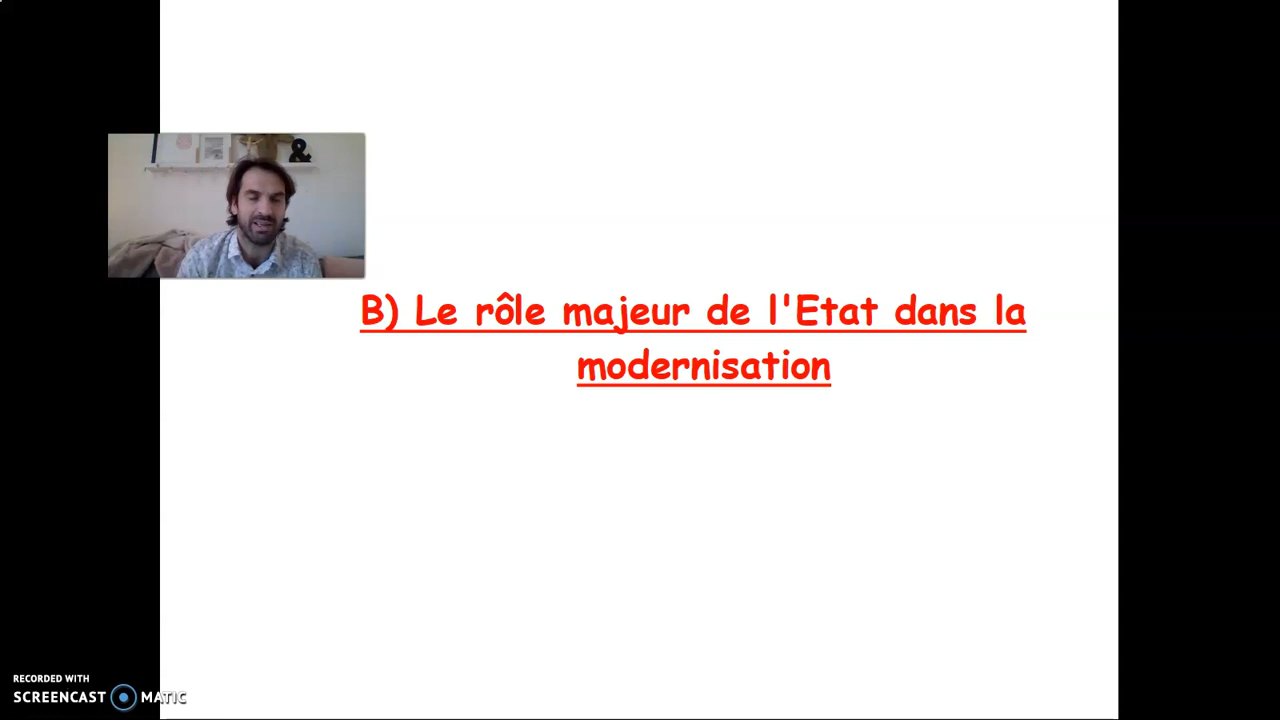 &
B) Le rôle majeur de l'Etat dans la
modernisation
RECORDED WITH
SCREENCAST MATIC